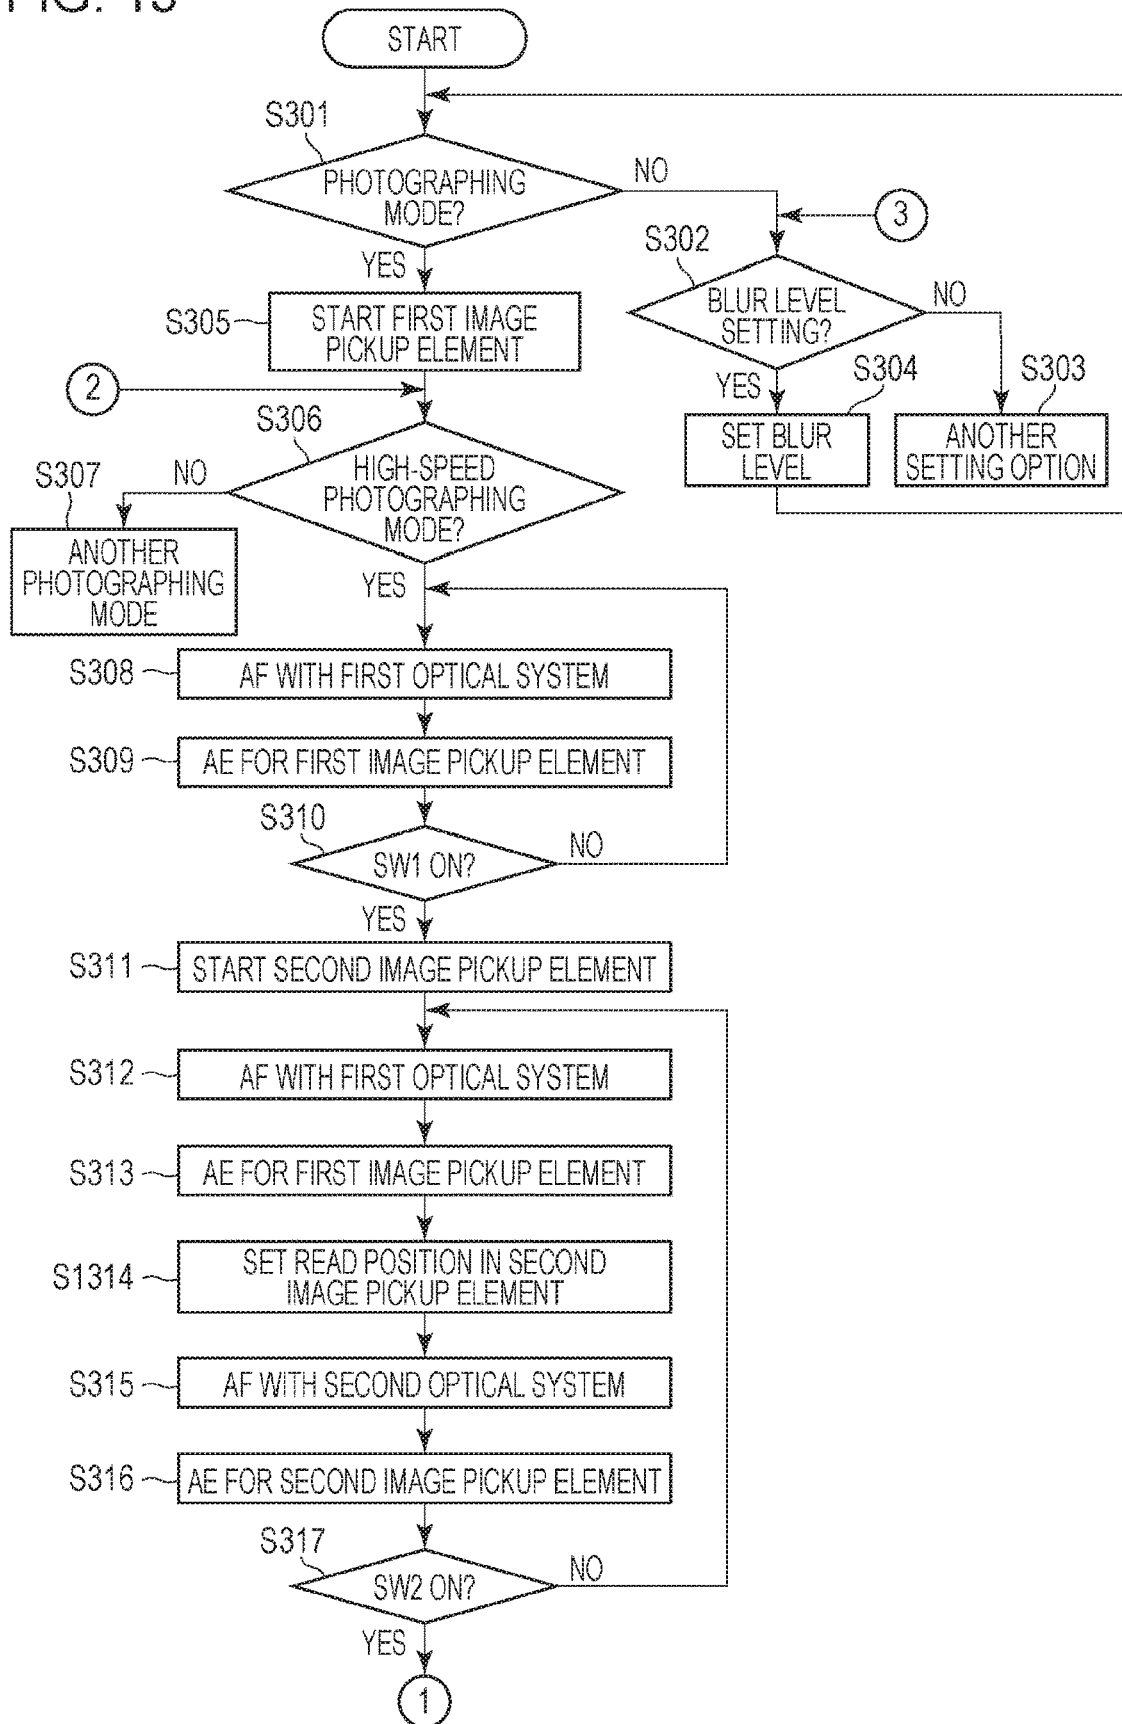 START
S301
PHOTOGRAPHING
MODE?
NO
3
S302
YES
BLUR LEVEL
SETTING?
NO
S305
START FIRST IMAGE
PICKUP ELEMENT
2
YES
S304
S303
S306
SET BLUR
LEVEL
ANOTHER
SETTING OPTION
S307
NO
HIGH-SPEED
PHOTOGRAPHING
MODE?
ANOTHER
PHOTOGRAPHING
MODE
YES
S308
AF WITH FIRST OPTICAL SYSTEM
S309
AE FOR FIRST IMAGE PICKUP ELEMENT
S310
SW1 ON?
NO
YES
S311
START SECOND IMAGE PICKUP ELEMENT
S312
AF WITH FIRST OPTICAL SYSTEM
S313
AE FOR FIRST IMAGE PICKUP ELEMENT
S1314
SET READ POSITION IN SECOND
IMAGE PICKUP ELEMENT
S315
AF WITH SECOND OPTICAL SYSTEM
S316
AE FOR SECOND IMAGE PICKUP ELEMENT
S317
SW2 ON?
NO
YES
1